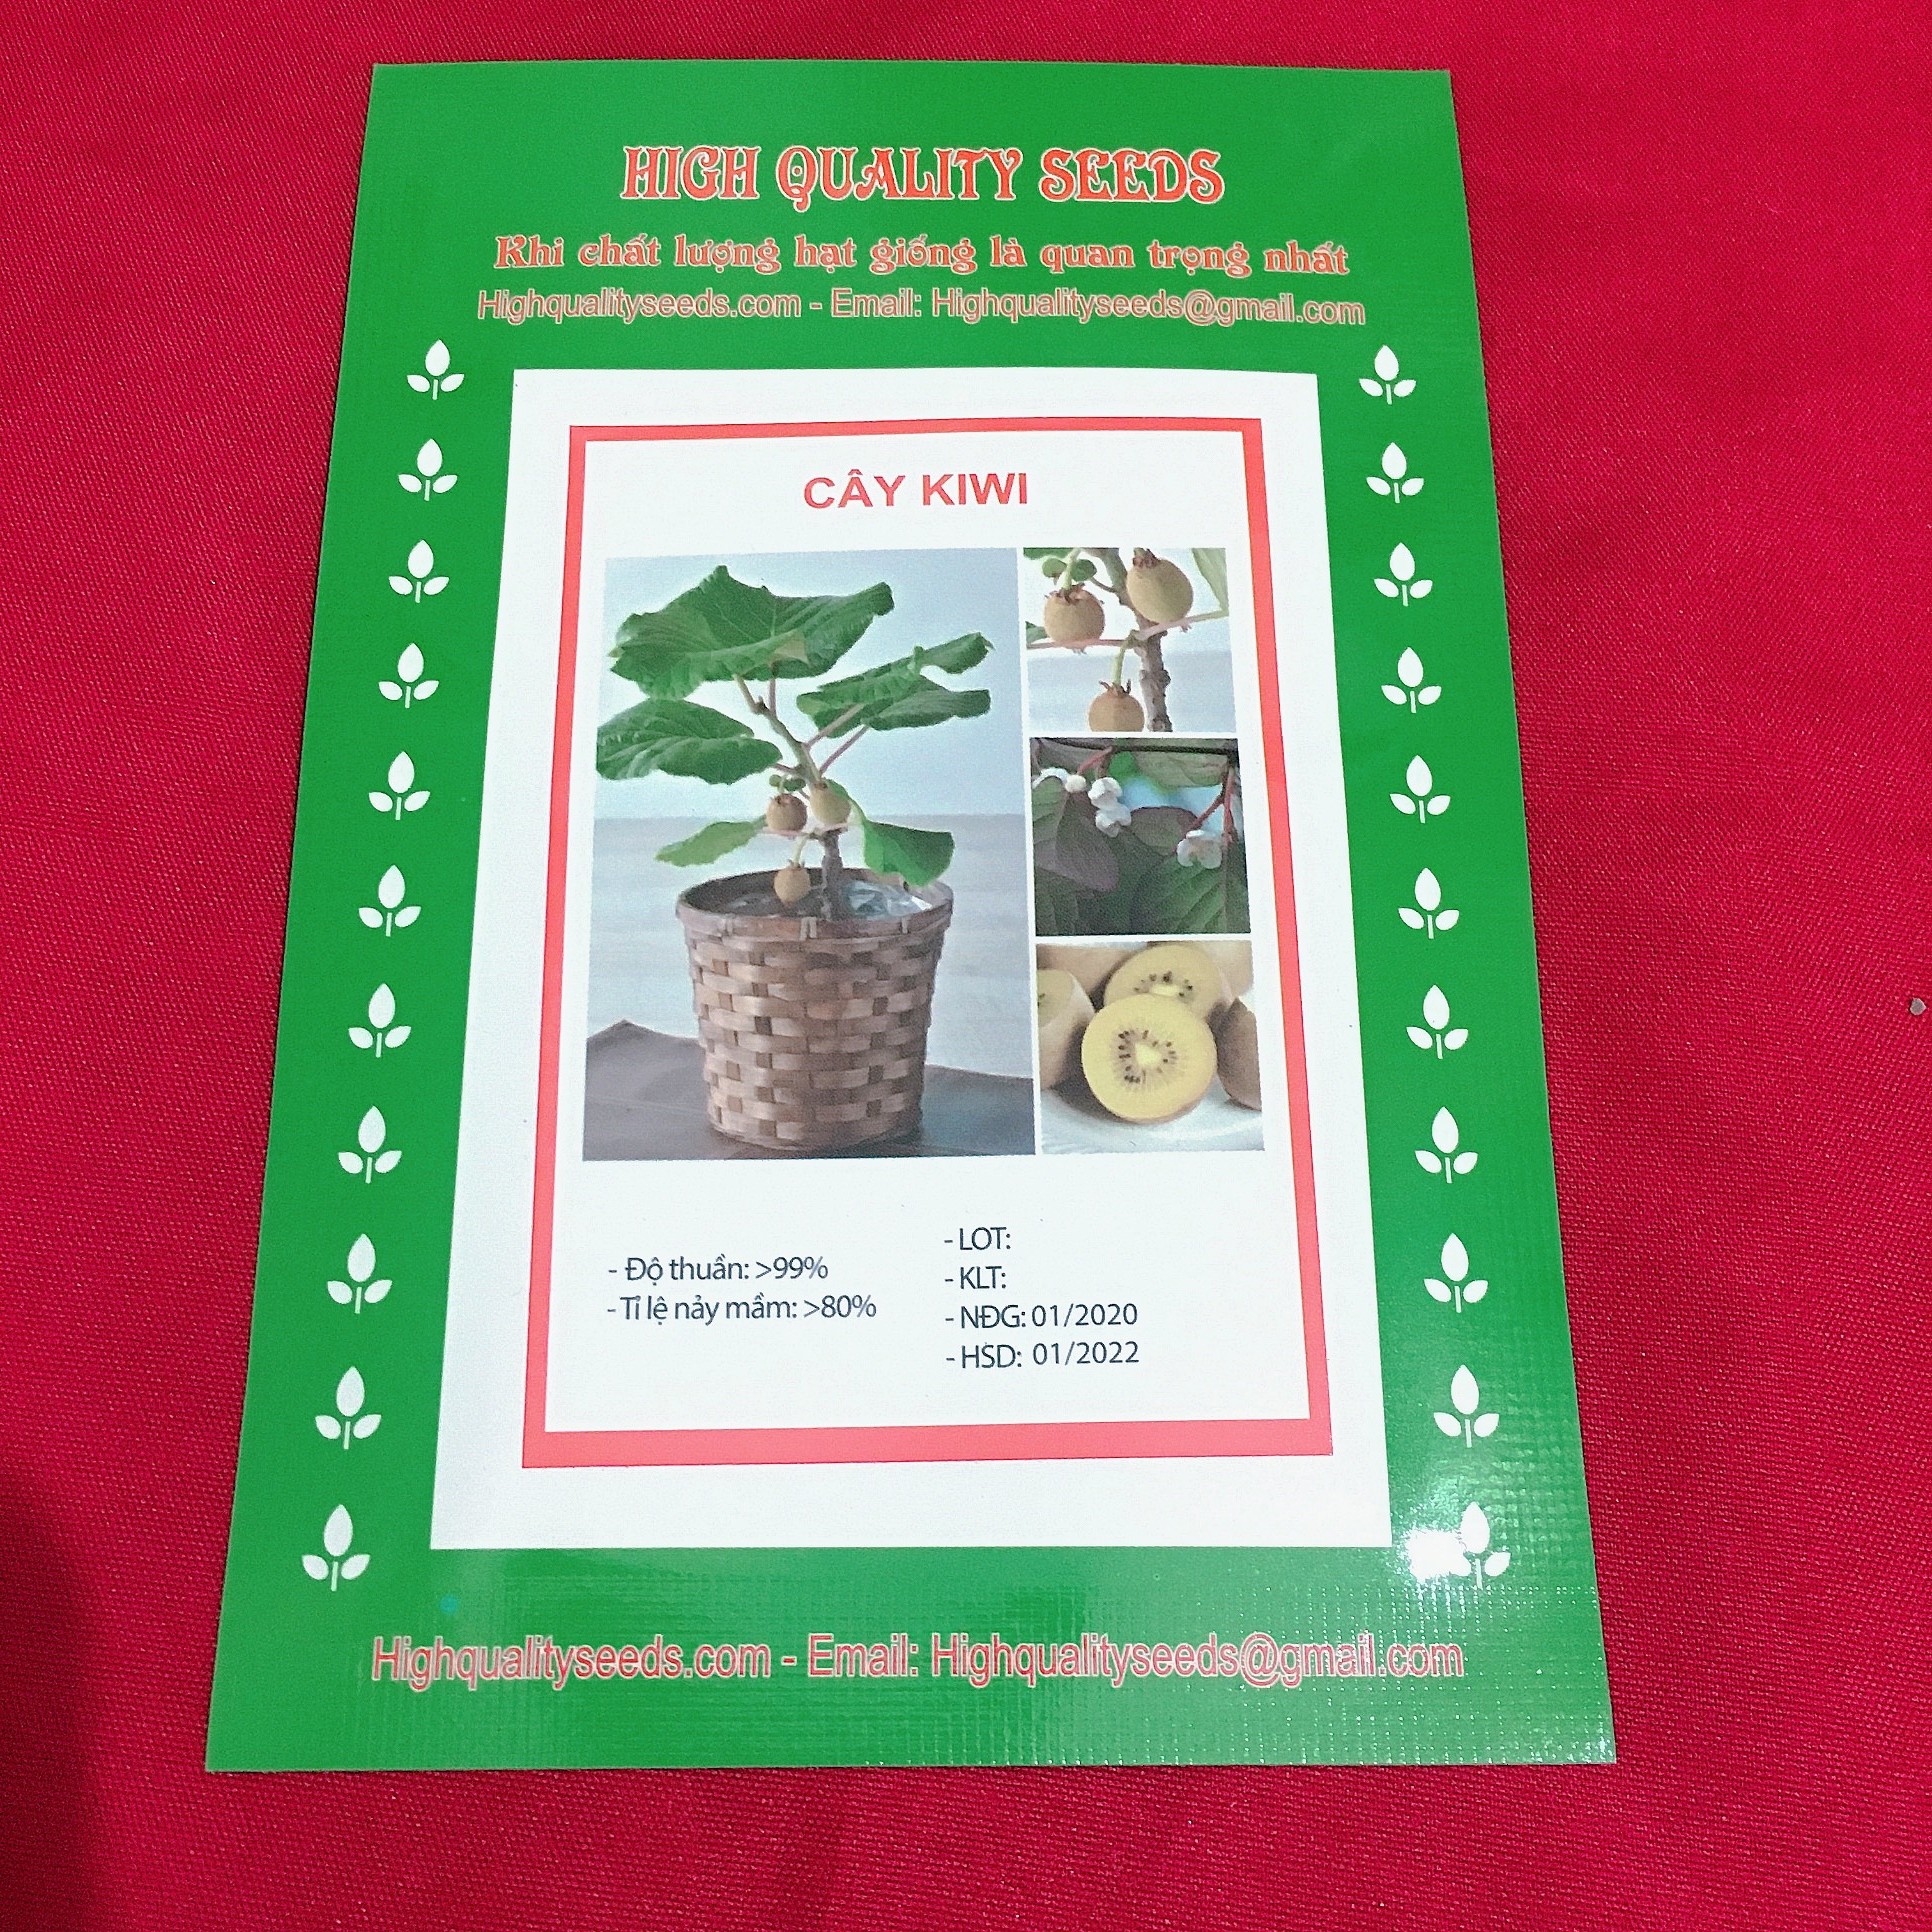 HIGH QUALITY SEEDS
Khi chất lượng hạt giống là quan trọng nhất
Highqualityseeds.com - Email: Highqualityseeds@gmail.com
CÂY KIWI
- Độ thuần: >99%
- Tỉ lệ nảy mầm: >80%
- LOT:
- KLT:
- NĐG: 01/2020
- HSD: 01/2022
Highqualityseeds.com - Email: Highqualityseeds@gmail.com